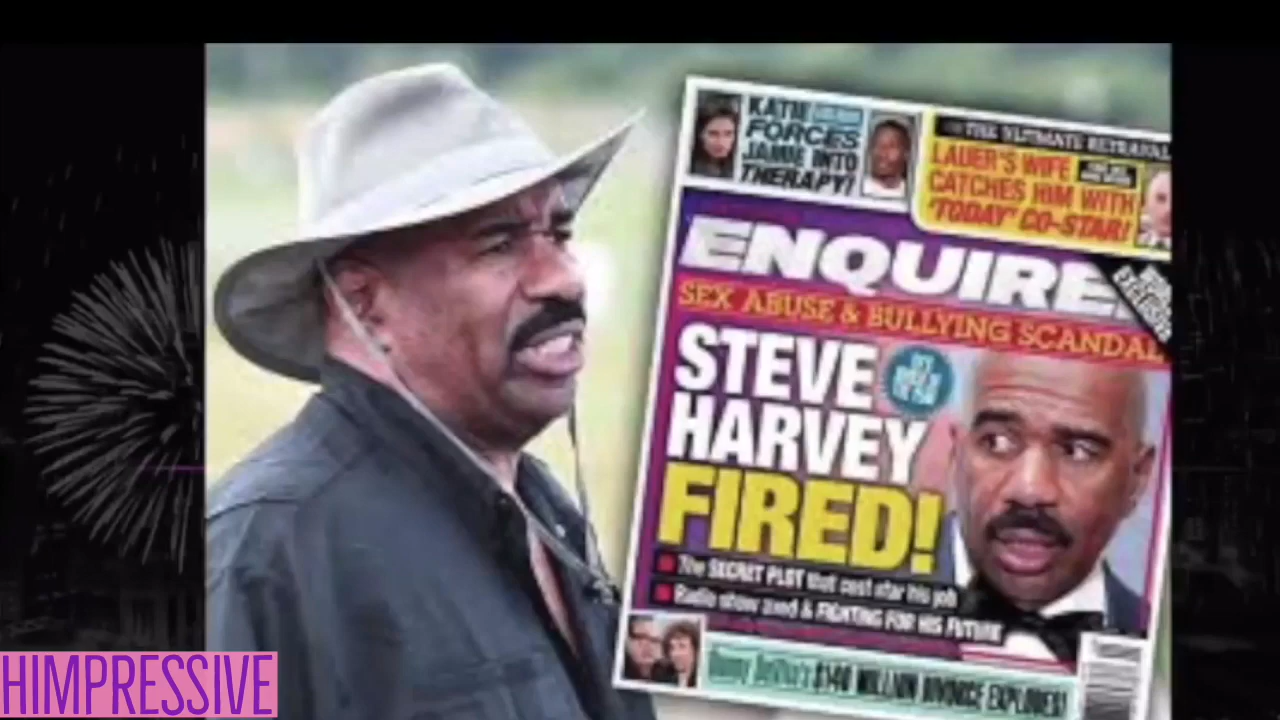 KATIE
FORCES
JAMIE INTO
THERAPY!
THE ULTIMATE BETRAYAL
LAUER'S WIFE
CATCHES HIM WITH
'TODAY' CO-STAR!
ENQUIRE
SEX ABUSE & BULLYING SCANDAL
STEVE
HARVEY
FIRED!
The SECRET PLOT that cost star his job
Radio show axed & FIGHTING FOR HIS FUTURE
$140 MILLION DIVORCE EXPLODES!
HIMPRESSIVE